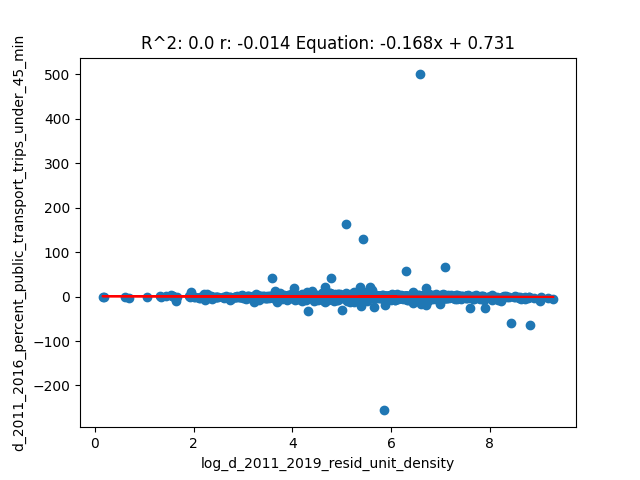 R^2: 0.0 r: -0.014 Equation: -0.168x + 0.731
d_2011_2016_percent_public_transport_trips_under_45_min
500
400
300
200
100
0
−100
−200
0 2 4 6 8
log_d_2011_2019_resid_unit_density